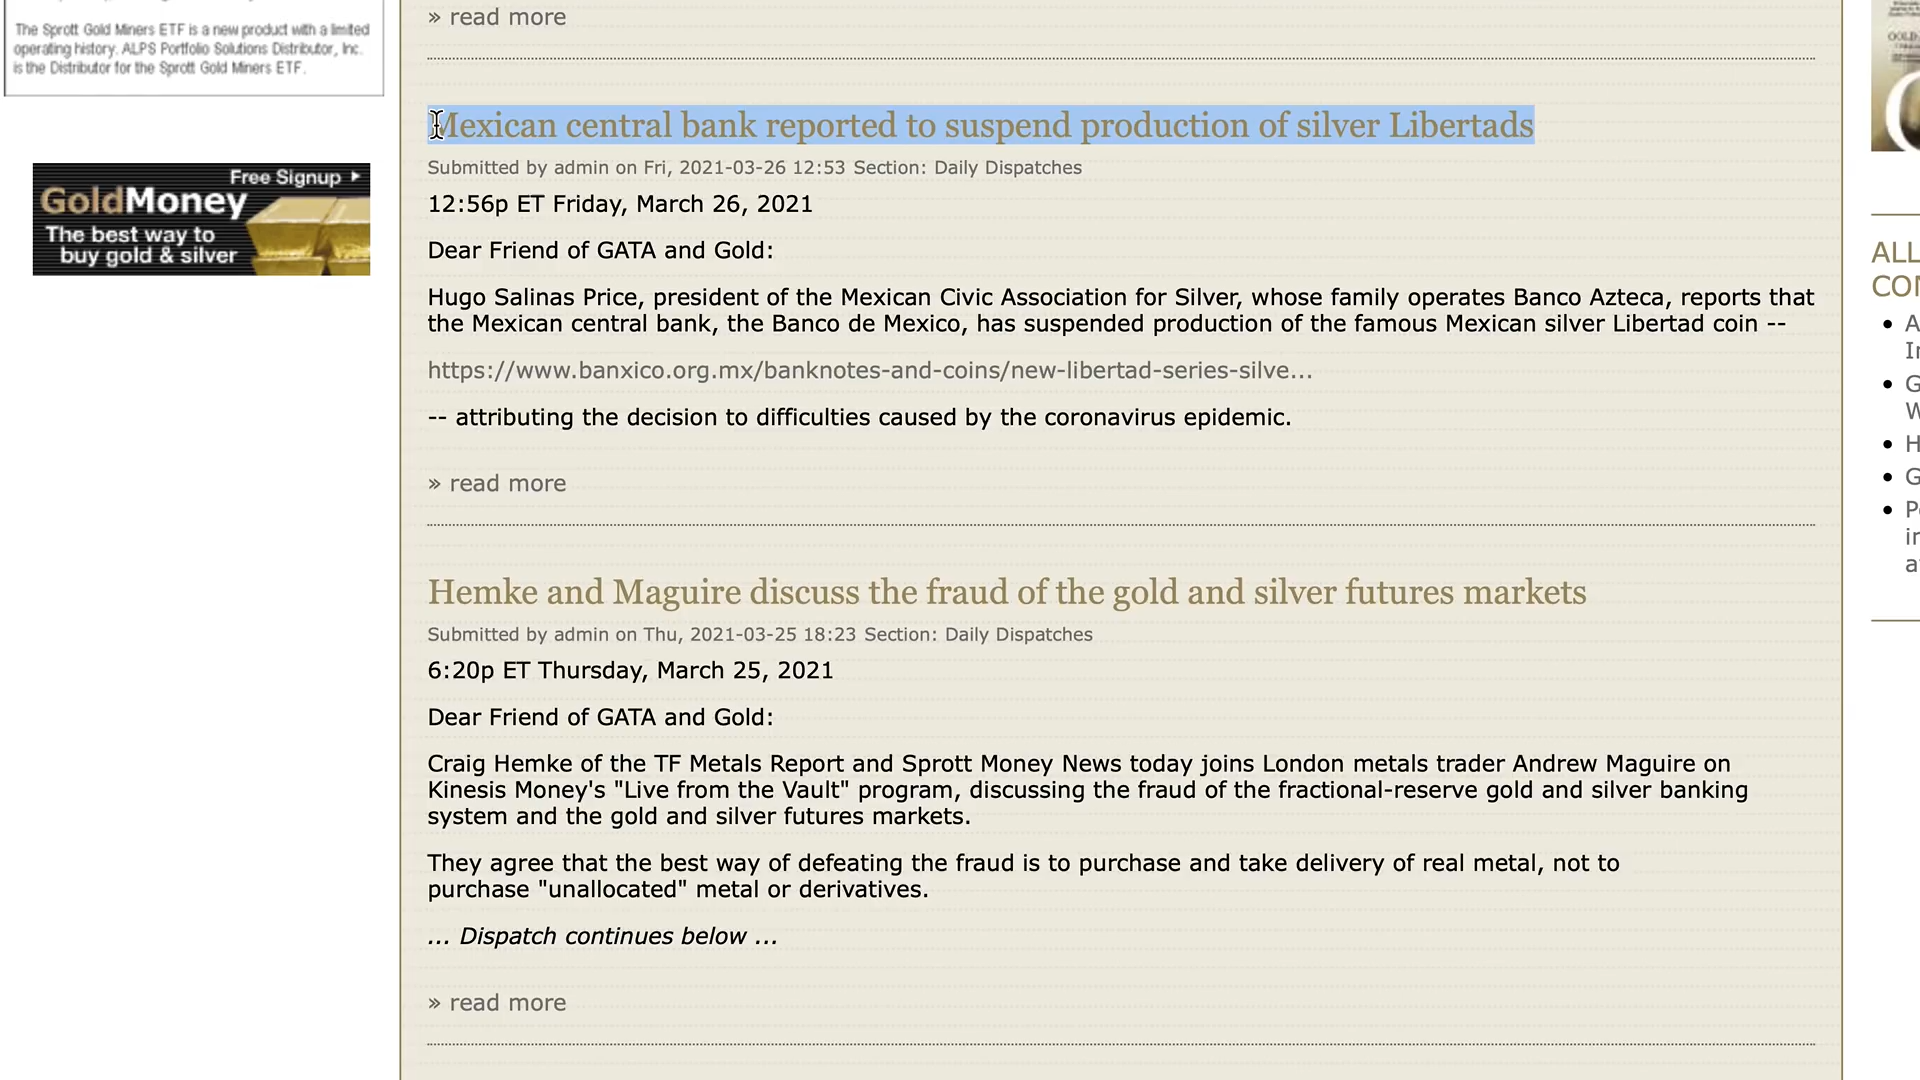 The Sprott Gold Miners ETF is a new product with a limited
operating history. ALPS Portfolio Solutions Distributor, Inc.
is the Distributor for the Sprott Gold Miners ETF.
Free Signup
GoldMoney
The best way to
buy gold & silver
» read more
Mexican central bank reported to suspend production of silver Libertads
Submitted by admin on Fri, 2021-03-26 12:53 Section: Daily Dispatches
12:56p ET Friday, March 26, 2021
Dear Friend of GATA and Gold:
Hugo Salinas Price, president of the Mexican Civic Association for Silver, whose family operates Banco Azteca, reports that
the Mexican central bank, the Banco de Mexico, has suspended production of the famous Mexican silver Libertad coin --
https://www.banxico.org.mx/banknotes-and-coins/new-libertad-series-silve...
-- attributing the decision to difficulties caused by the coronavirus epidemic.
» read more
Hemke and Maguire discuss the fraud of the gold and silver futures markets
Submitted by admin on Thu, 2021-03-25 18:23 Section: Daily Dispatches
6:20p ET Thursday, March 25, 2021
Dear Friend of GATA and Gold:
Craig Hemke of the TF Metals Report and Sprott Money News today joins London metals trader Andrew Maguire on
Kinesis Money's "Live from the Vault" program, discussing the fraud of the fractional-reserve gold and silver banking
system and the gold and silver futures markets.
They agree that the best way of defeating the fraud is to purchase and take delivery of real metal, not to
purchase "unallocated" metal or derivatives.
... Dispatch continues below ...
» read more
ALL